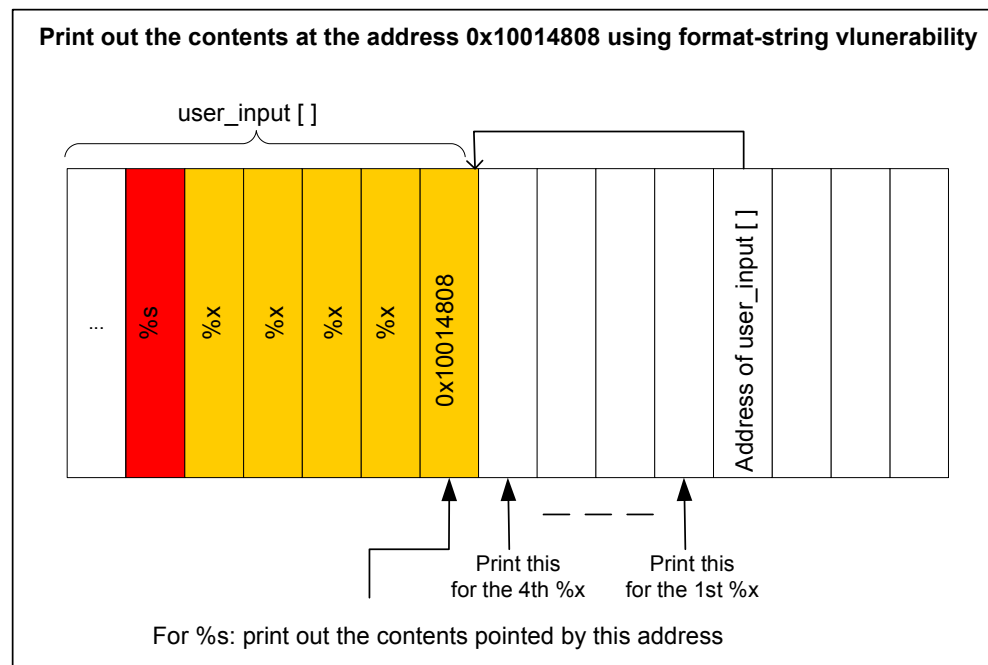 Print out the contents at the address 0x10014808 using format-string vlunerability
user_input [ ]
...
%s
%x
%x
%x
%x
0x10014808
Address of user_input [ ]
Print this
for the 4th %x
Print this
for the 1st %x
For %s: print out the contents pointed by this address